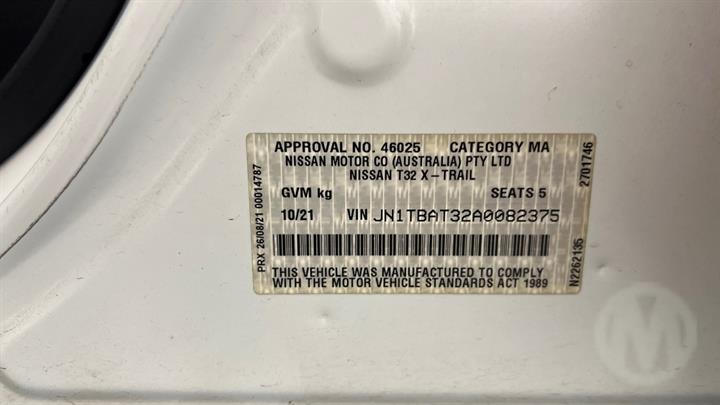 APPROVAL NO. 46025 CATEGORY MA
NISSAN MOTOR CO (AUSTRALIA) PTY LTD
NISSAN T32 X-TRAIL
GVM kg SEATS 5
10/21 VIN JN1TBAT32A0082375
THIS VEHICLE WAS MANUFACTURED TO COMPLY
WITH THE MOTOR VEHICLE STANDARDS ACT 1989
PRX 26/08/21 00014787
N2262135
2701746
M